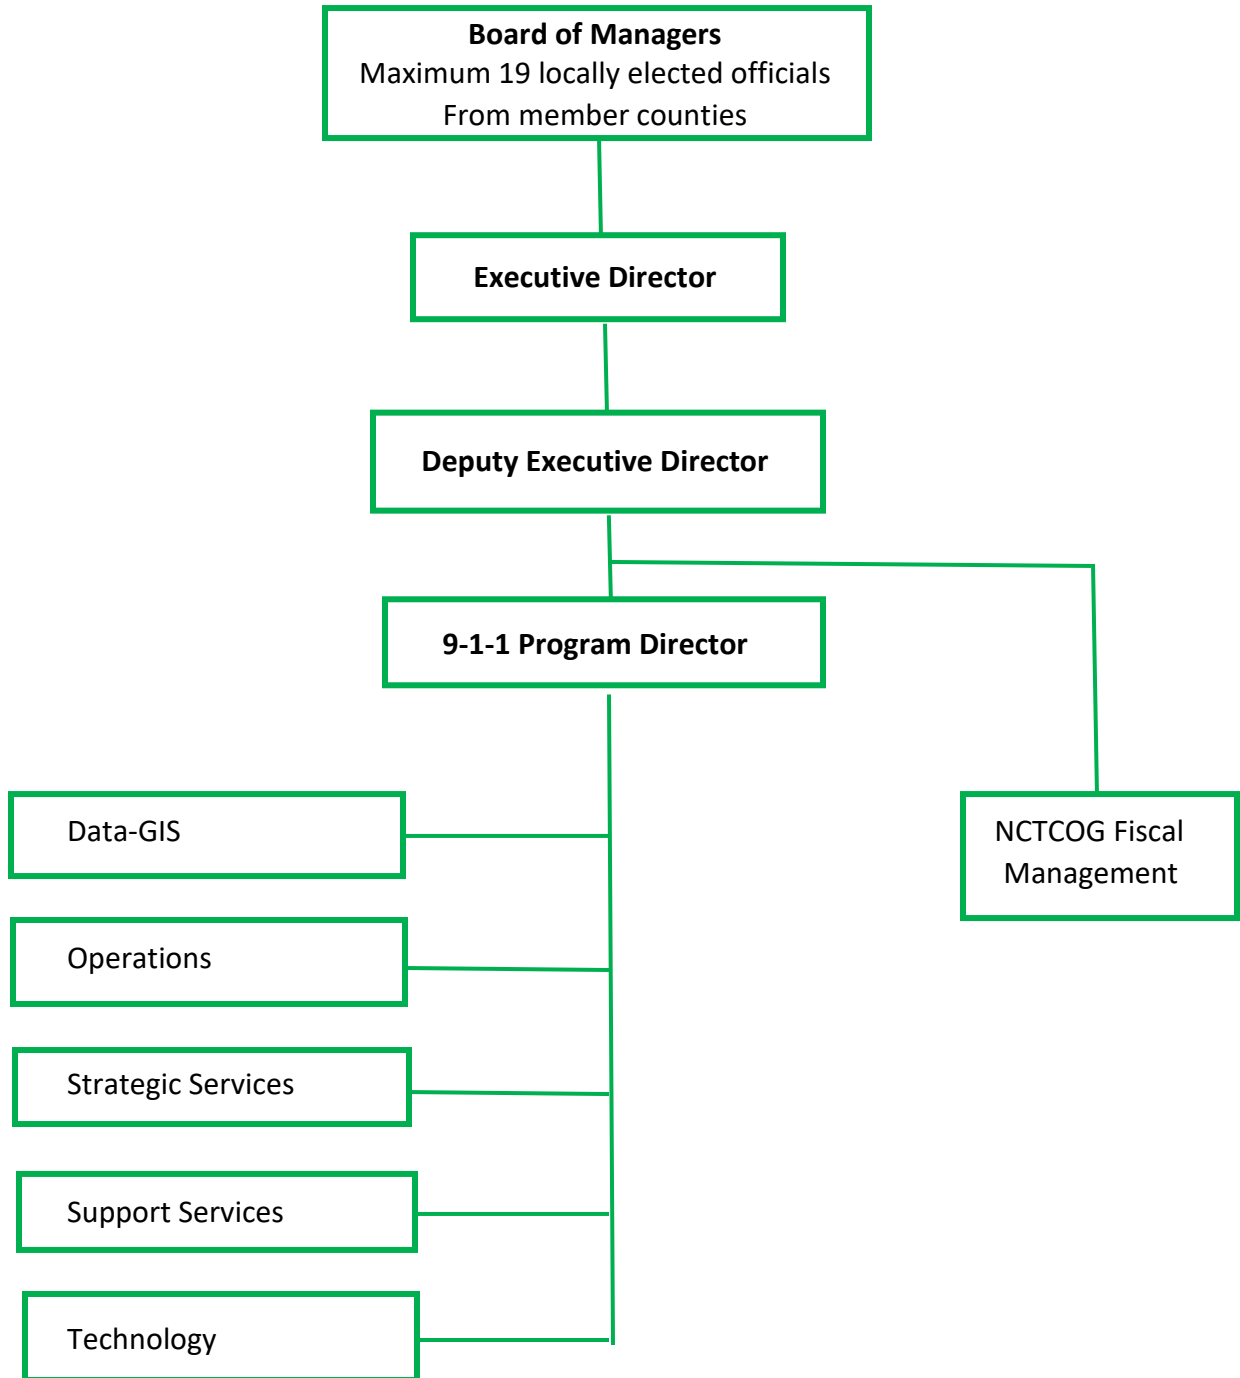 Board of Managers
Maximum 19 locally elected officials
From member counties
Executive Director
Deputy Executive Director
9-1-1 Program Director
Data-GIS
NCTCOG Fiscal
Management
Operations
Strategic Services
Support Services
Technology